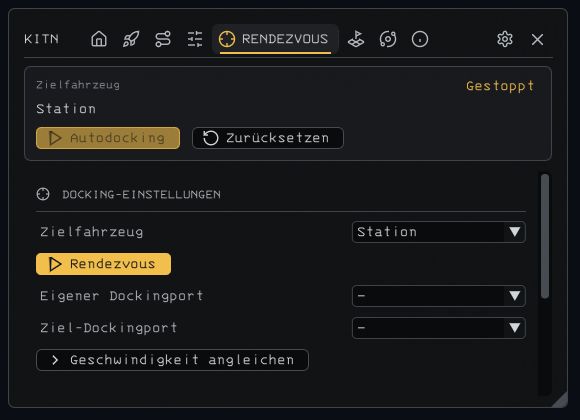 KITN
RENDEZVOUS
Zielfahrzeug
Gestoppt
Station
Autodocking
Zurücksetzen
DOCKING-EINSTELLUNGEN
Zielfahrzeug
Station
Rendezvous
Eigener Dockingport
–
Ziel-Dockingport
–
Geschwindigkeit angleichen